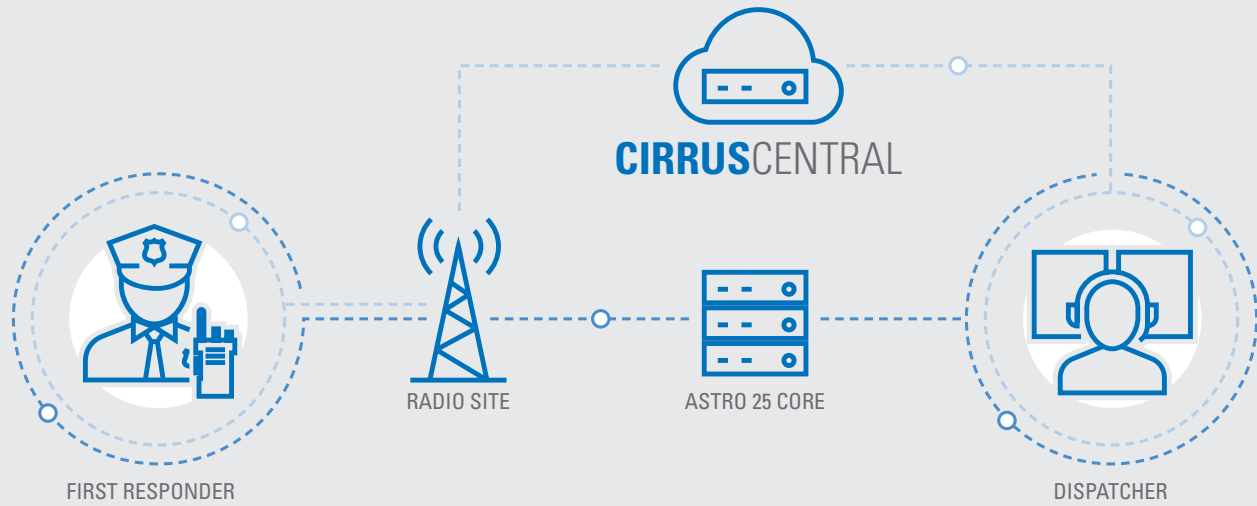 CIRRUSCENTRAL
RADIO SITE
ASTRO 25 CORE
FIRST RESPONDER
DISPATCHER